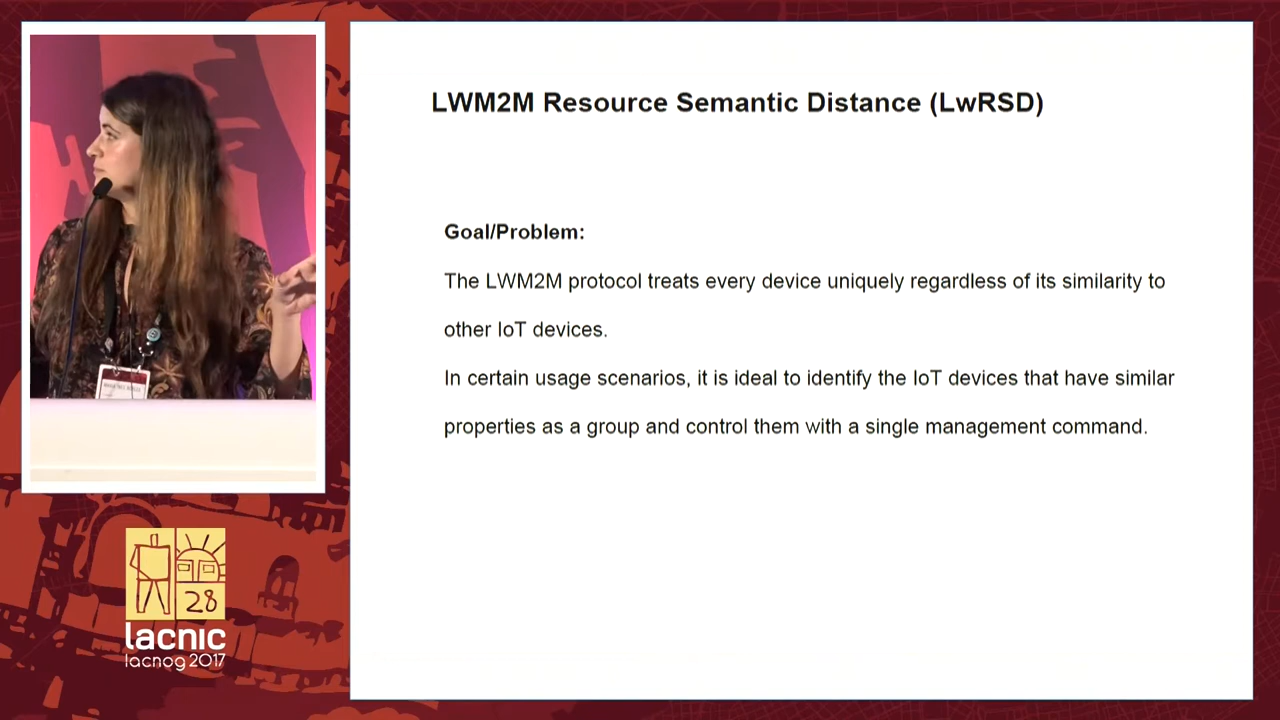 LWM2M Resource Semantic Distance (LwRSD)
Goal/Problem:
The LWM2M protocol treats every device uniquely regardless of its similarity to
other IoT devices.
In certain usage scenarios, it is ideal to identify the IoT devices that have similar
properties as a group and control them with a single management command.
28
lacnic
lacnog 2017